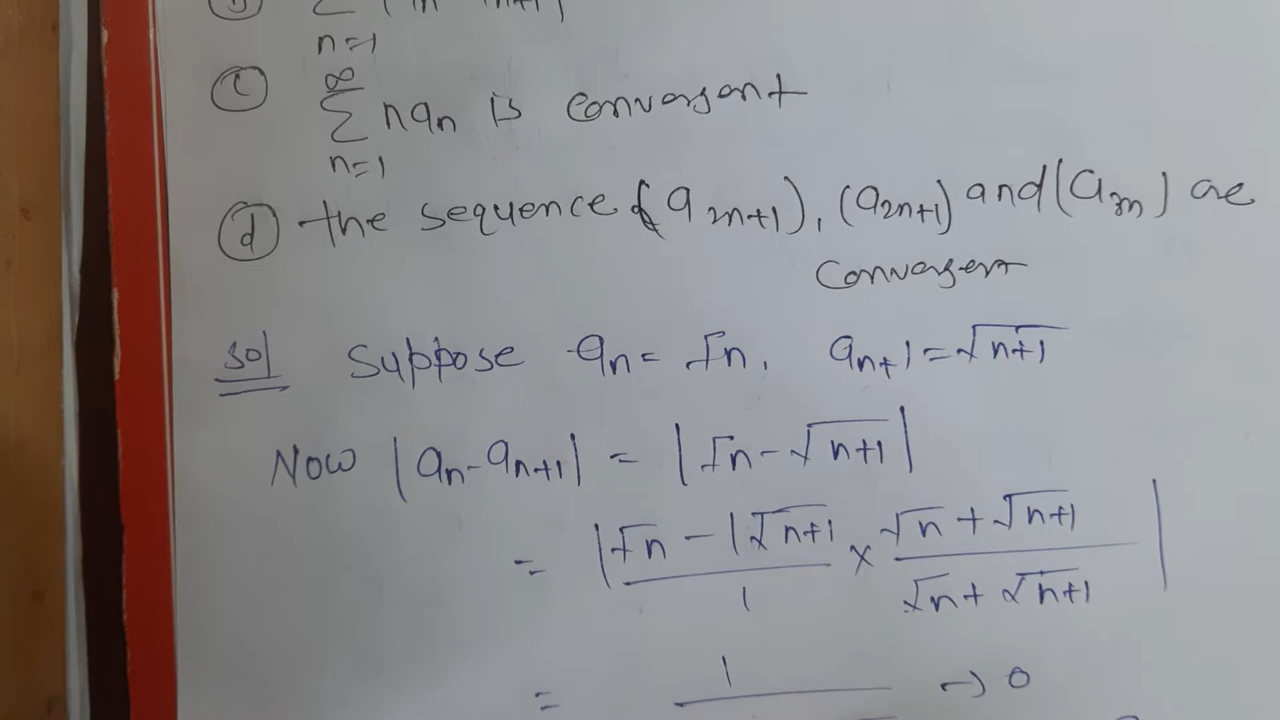 n=1
(c) ∞
∑ n aₙ is convergent
n=1
(d) the sequence (a₂ₙ₊₁), (a₂ₙ₊₁) and (a₃ₙ) are
convergent
Sol Suppose aₙ = √n, aₙ₊₁ = √(n+1)
Now |aₙ - aₙ₊₁| = |√n - √(n+1)|
= |(√n - |√(n+1))/1 × (√n + √(n+1))/(√n + √(n+1))|
= 1 → 0